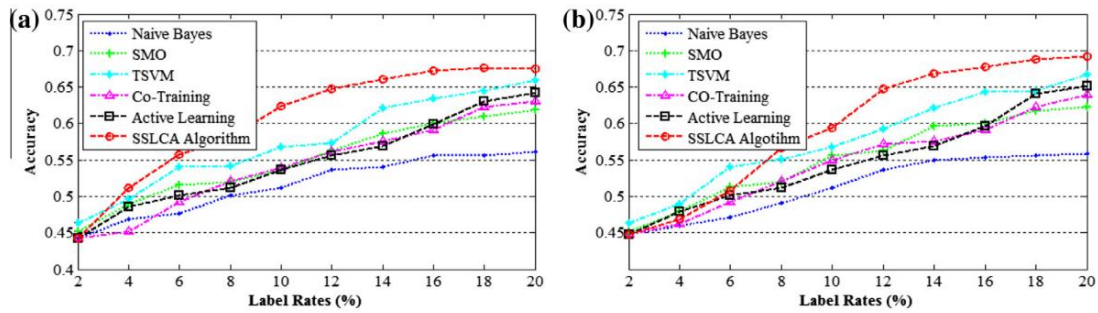 (a)
Accuracy
0.75
0.7
0.65
0.6
0.55
0.5
0.45
0.4
Naive Bayes
SMO
TSVM
Co-Training
Active Learning
SSLCA Algorithm
2 4 6 8 10 12 14 16 18 20
Label Rates (%)
(b)
Accuracy
0.75
0.7
0.65
0.6
0.55
0.5
0.45
0.4
Naive Bayes
SMO
TSVM
CO-Training
Active Learning
SSLCA Algotihm
2 4 6 8 10 12 14 16 18 20
Label Rates (%)